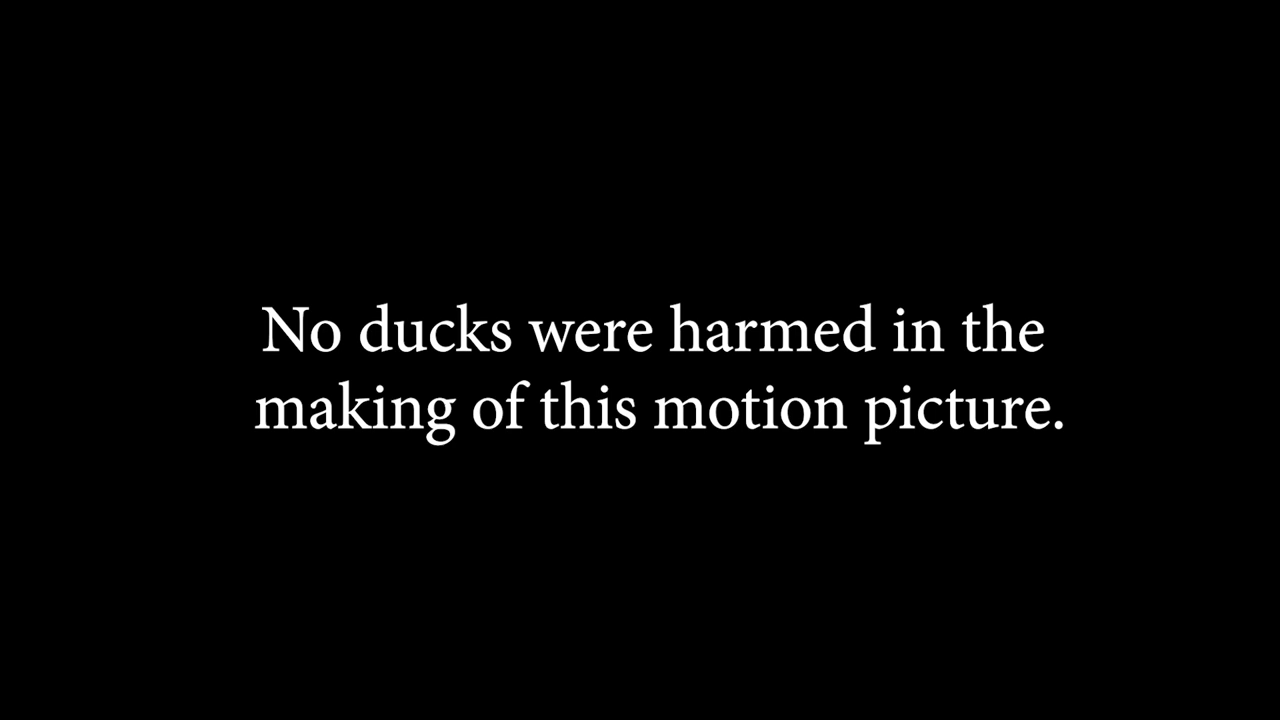 No ducks were harmed in the
making of this motion picture.